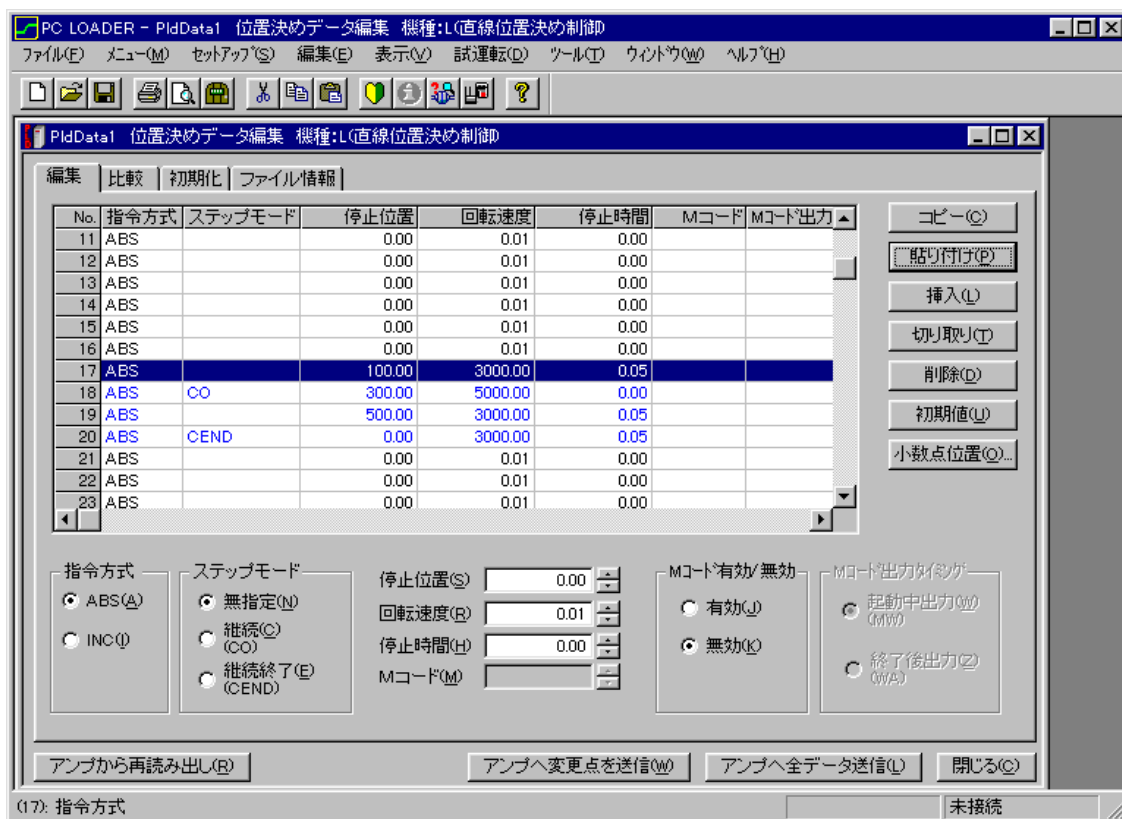 PC LOADER - PldData1 位置決めデータ編集 機種:L(直線位置決め制御)
ファイル(F) メニュー(M) セットアップ(S) 編集(E) 表示(V) 試運転(D) ツール(T) ウィンドウ(W) ヘルプ(H)
PldData1 位置決めデータ編集 機種:L(直線位置決め制御)
編集 比較 初期化 ファイル情報
No. 指令方式 ステップモード 停止位置 回転速度 停止時間 Mコード Mコード出力
11 ABS 0.00 0.01 0.00
12 ABS 0.00 0.01 0.00
13 ABS 0.00 0.01 0.00
14 ABS 0.00 0.01 0.00
15 ABS 0.00 0.01 0.00
16 ABS 0.00 0.01 0.00
17 ABS 100.00 3000.00 0.05
18 ABS CO 300.00 5000.00 0.00
19 ABS 500.00 3000.00 0.05
20 ABS CEND 0.00 3000.00 0.05
21 ABS 0.00 0.01 0.00
22 ABS 0.00 0.01 0.00
23 ABS 0.00 0.01 0.00
コピー(C)
貼り付け(P)
挿入(L)
切り取り(T)
削除(D)
初期値(U)
小数点位置(O)...
指令方式
ABS(A)
INC(I)
ステップモード
無指定(N)
継続(C)
(CO)
継続終了(E)
(CEND)
停止位置(S) 0.00
回転速度(R) 0.01
停止時間(H) 0.00
Mコード(M)
Mコード有効/無効
有効(J)
無効(K)
Mコード出力タイミング
起動中出力(W)
(MW)
終了後出力(Z)
(WA)
アンプから再読み出し(R) アンプへ変更点を送信(W) アンプへ全データ送信(L) 閉じる(C)
(17): 指令方式 未接続